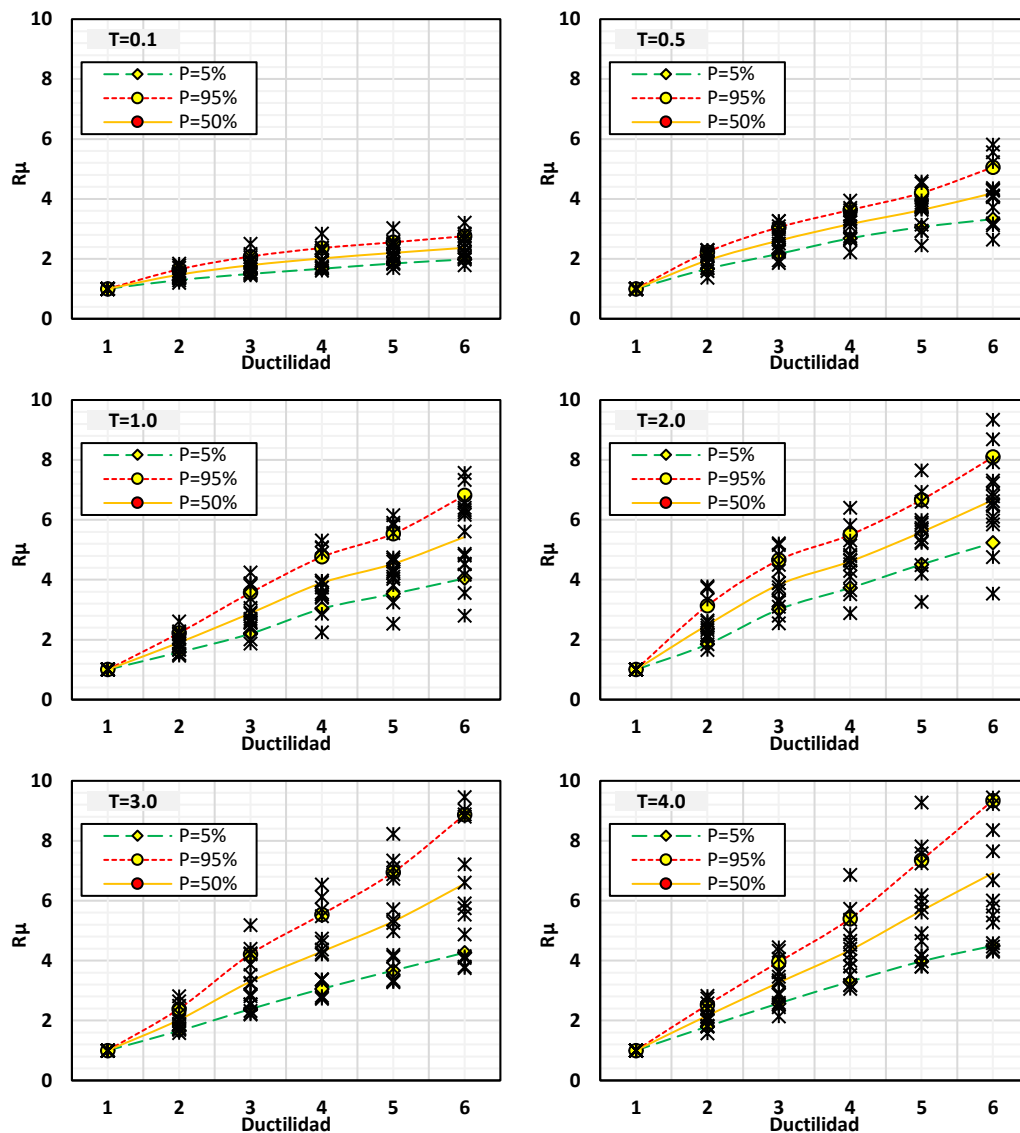 T=0.1
P=5%
P=95%
P=50%
Rμ
10
8
6
4
2
0
1 2 3 4 5 6
Ductilidad
T=0.5
P=5%
P=95%
P=50%
Rμ
10
8
6
4
2
0
1 2 3 4 5 6
Ductilidad
T=1.0
P=5%
P=95%
P=50%
Rμ
10
8
6
4
2
0
1 2 3 4 5 6
Ductilidad
T=2.0
P=5%
P=95%
P=50%
Rμ
10
8
6
4
2
0
1 2 3 4 5 6
Ductilidad
T=3.0
P=5%
P=95%
P=50%
Rμ
10
8
6
4
2
0
1 2 3 4 5 6
Ductilidad
T=4.0
P=5%
P=95%
P=50%
Rμ
10
8
6
4
2
0
1 2 3 4 5 6
Ductilidad